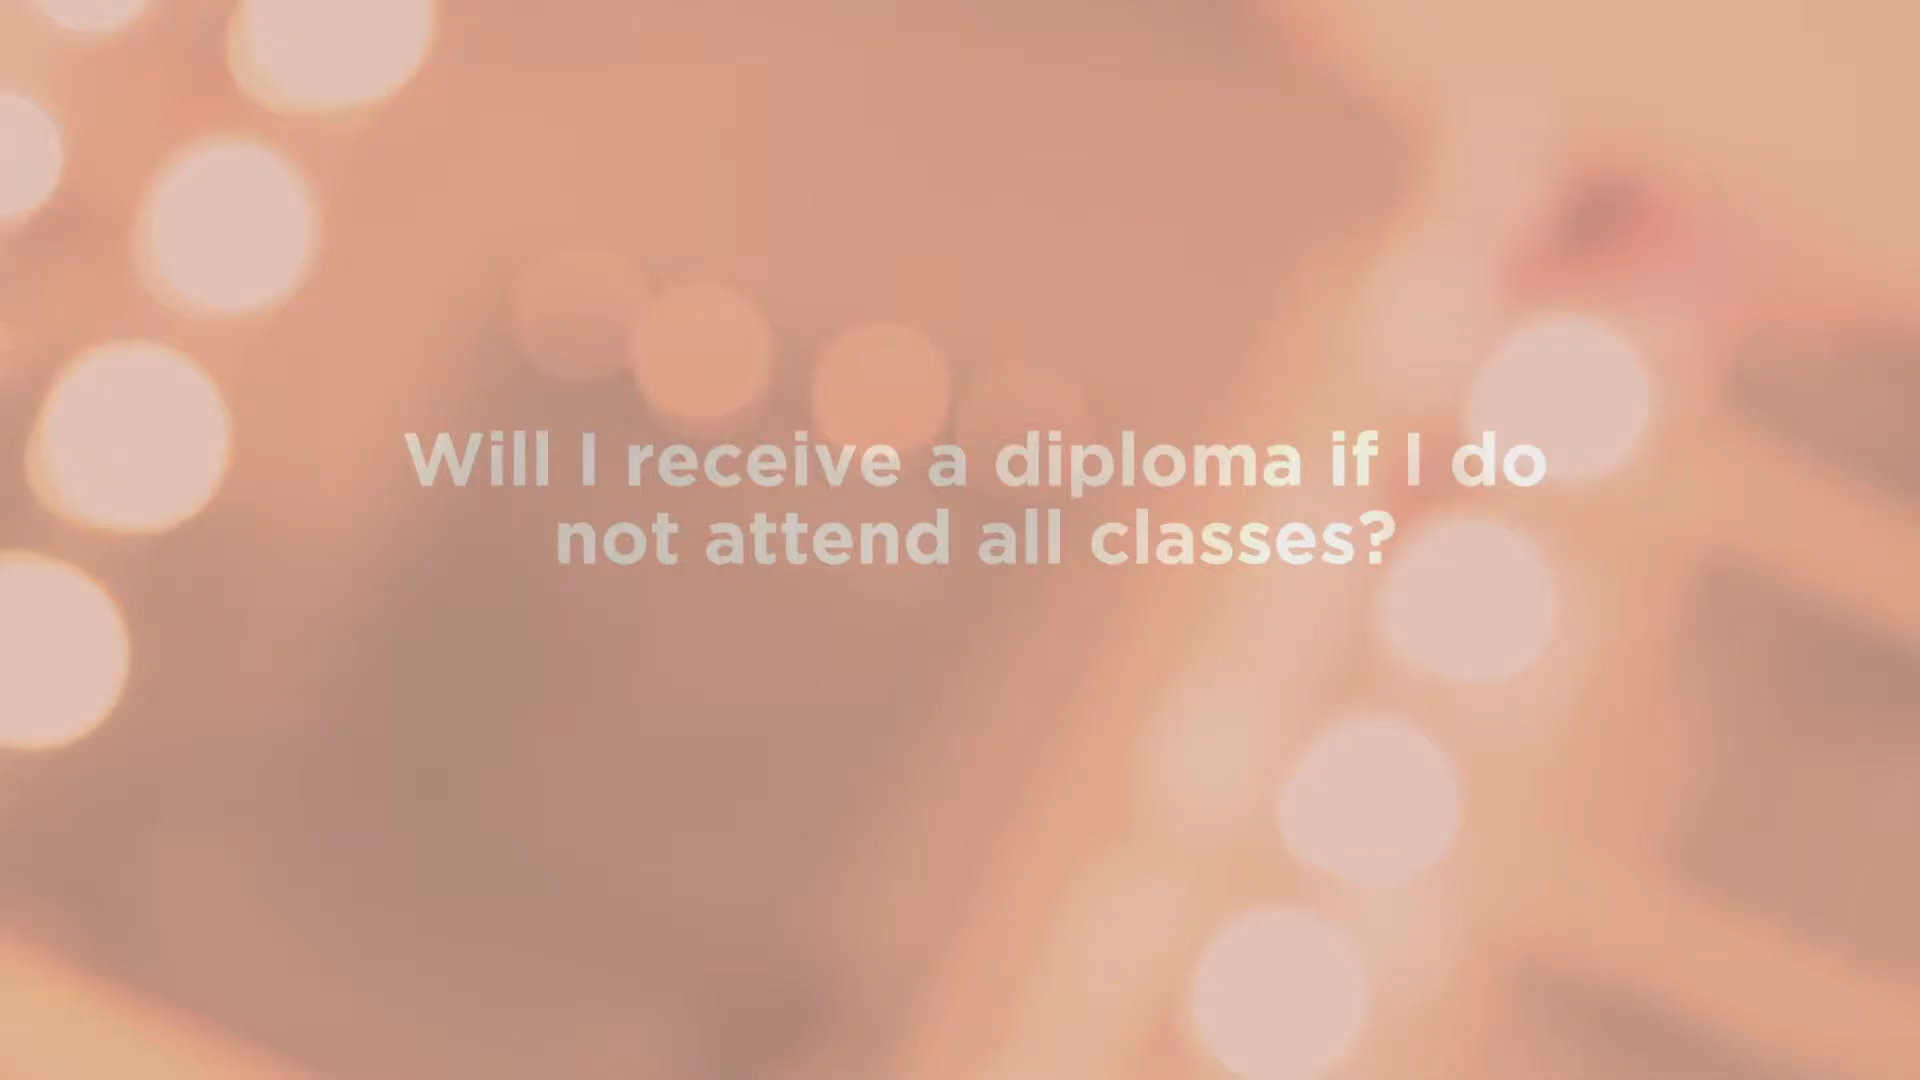 Will I receive a diploma if I do
not attend all classes?